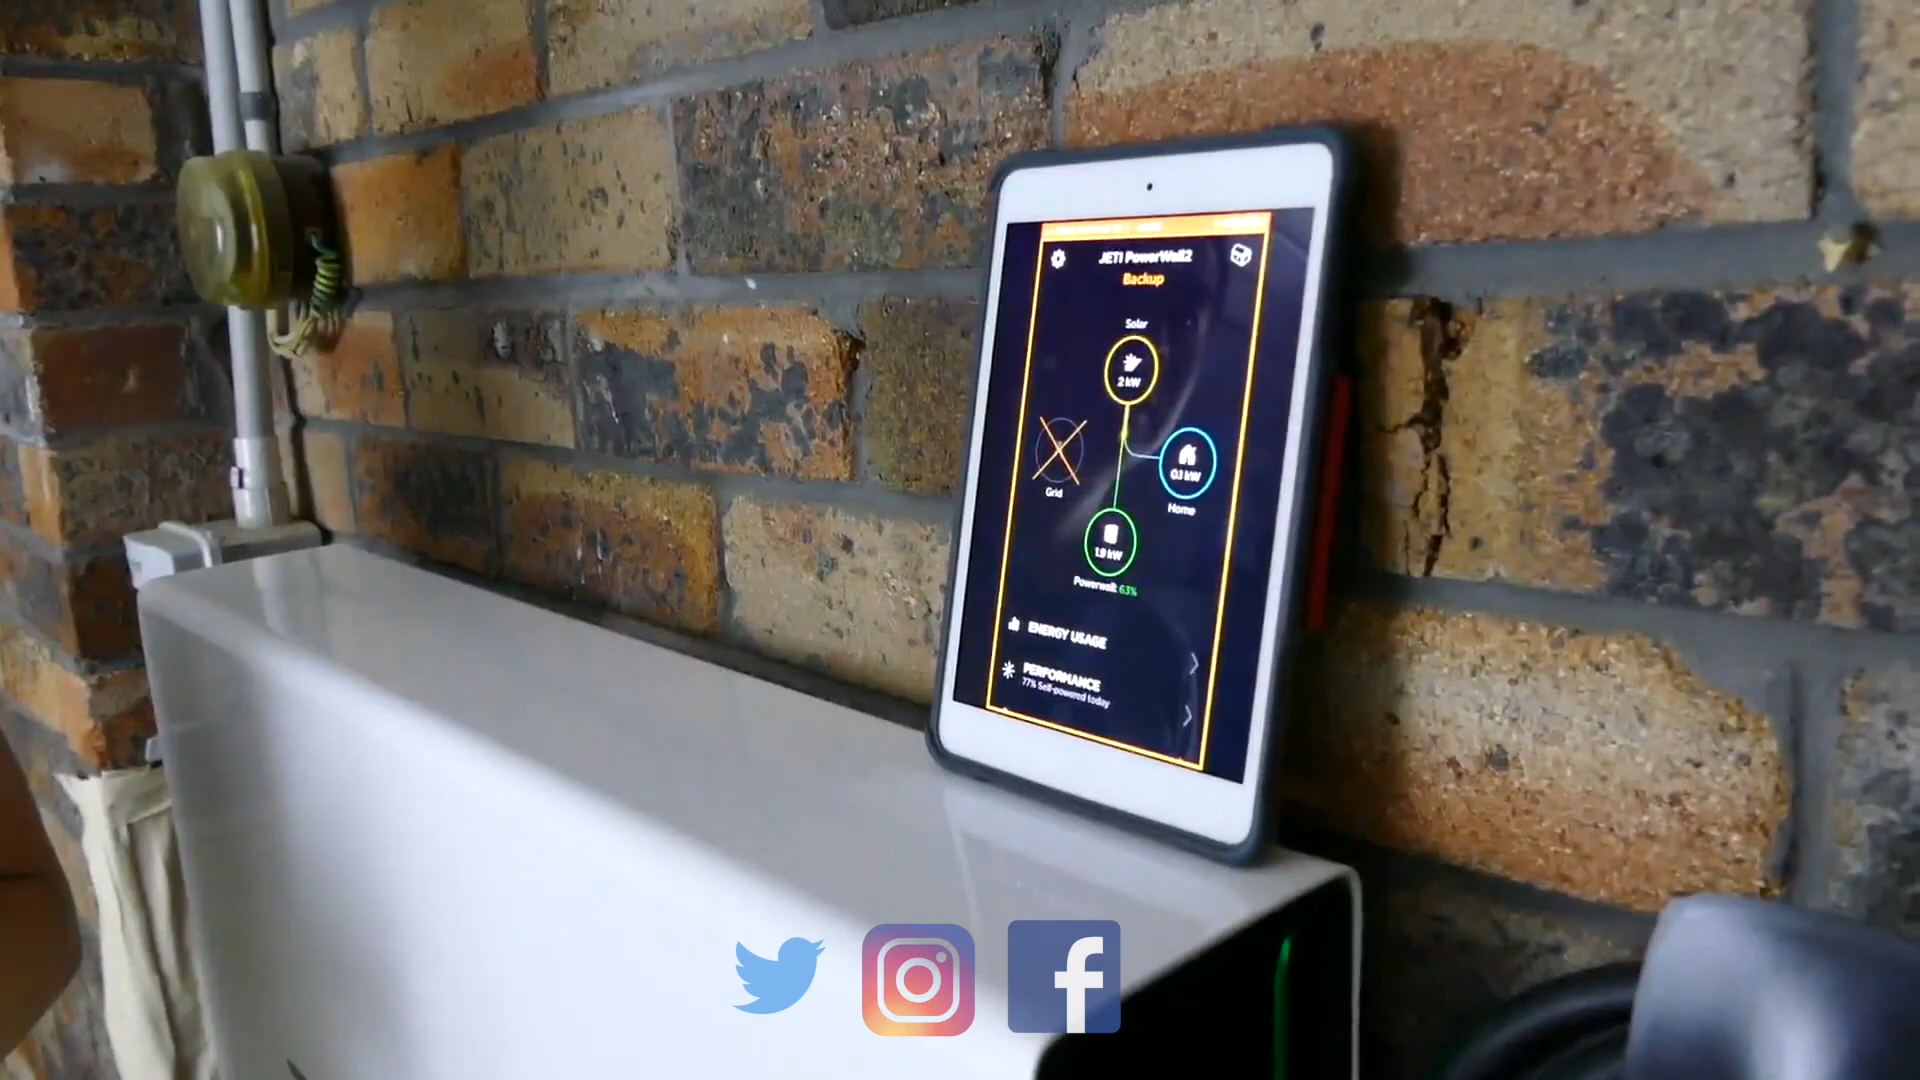 JETI PowerWall2
Backup
Solar
2 kW
0.1 kW
Grid
Home
1.9 kW
Powerwall: 63%
ENERGY USAGE
PERFORMANCE
77% Self-powered today